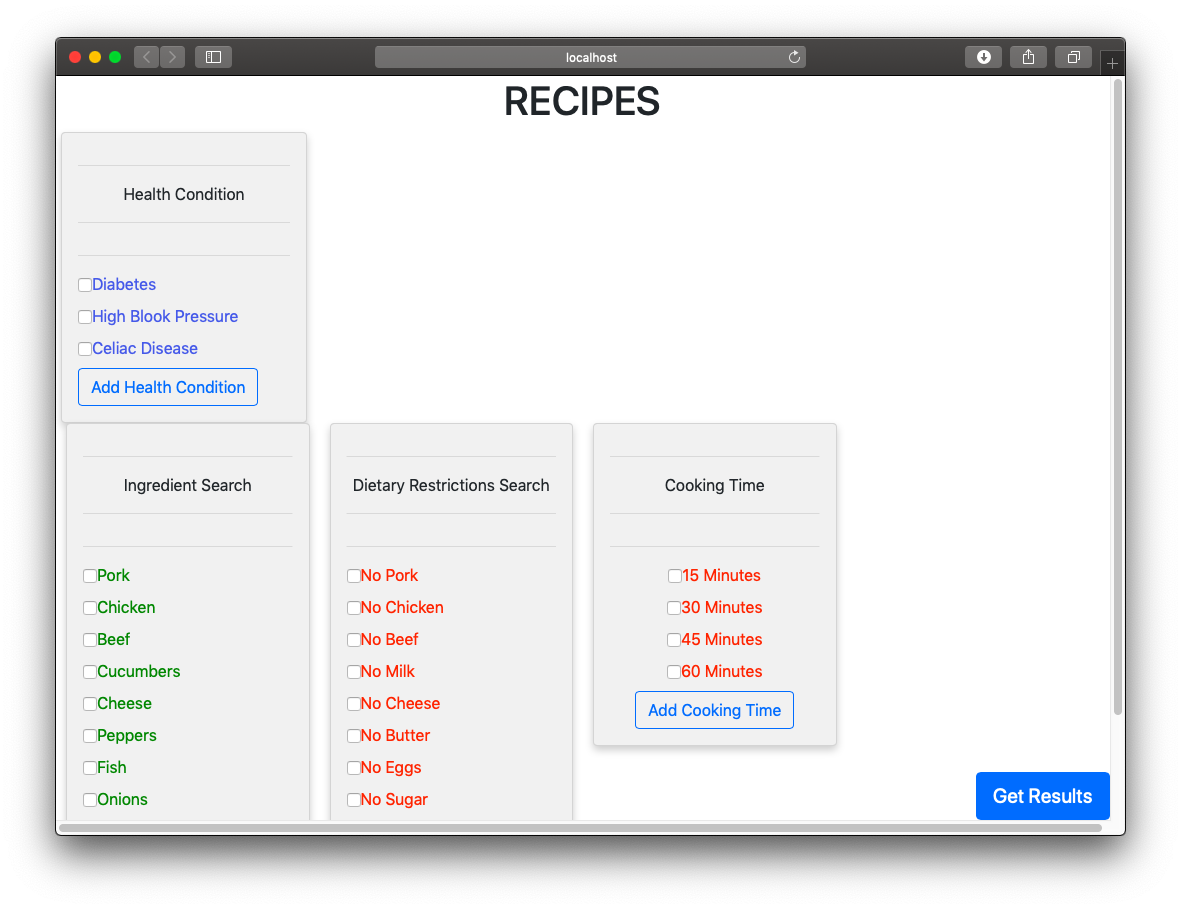 localhost
RECIPES
Health Condition
Diabetes
High Blook Pressure
Celiac Disease
Add Health Condition
Ingredient Search
Pork
Chicken
Beef
Cucumbers
Cheese
Peppers
Fish
Onions
Dietary Restrictions Search
No Pork
No Chicken
No Beef
No Milk
No Cheese
No Butter
No Eggs
No Sugar
Cooking Time
15 Minutes
30 Minutes
45 Minutes
60 Minutes
Add Cooking Time
Get Results